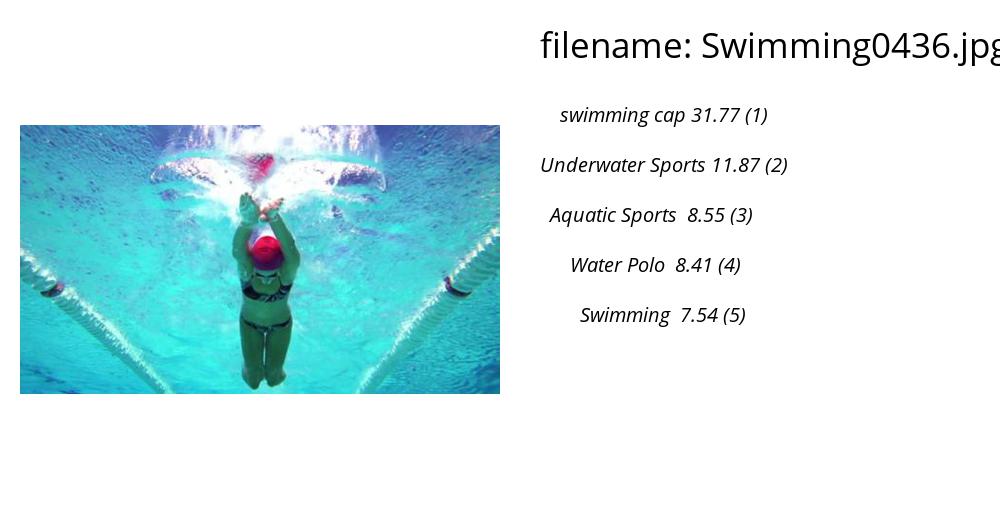 filename: Swimming0436.jpg
swimming cap 31.77 (1)
Underwater Sports 11.87 (2)
Aquatic Sports 8.55 (3)
Water Polo 8.41 (4)
Swimming 7.54 (5)